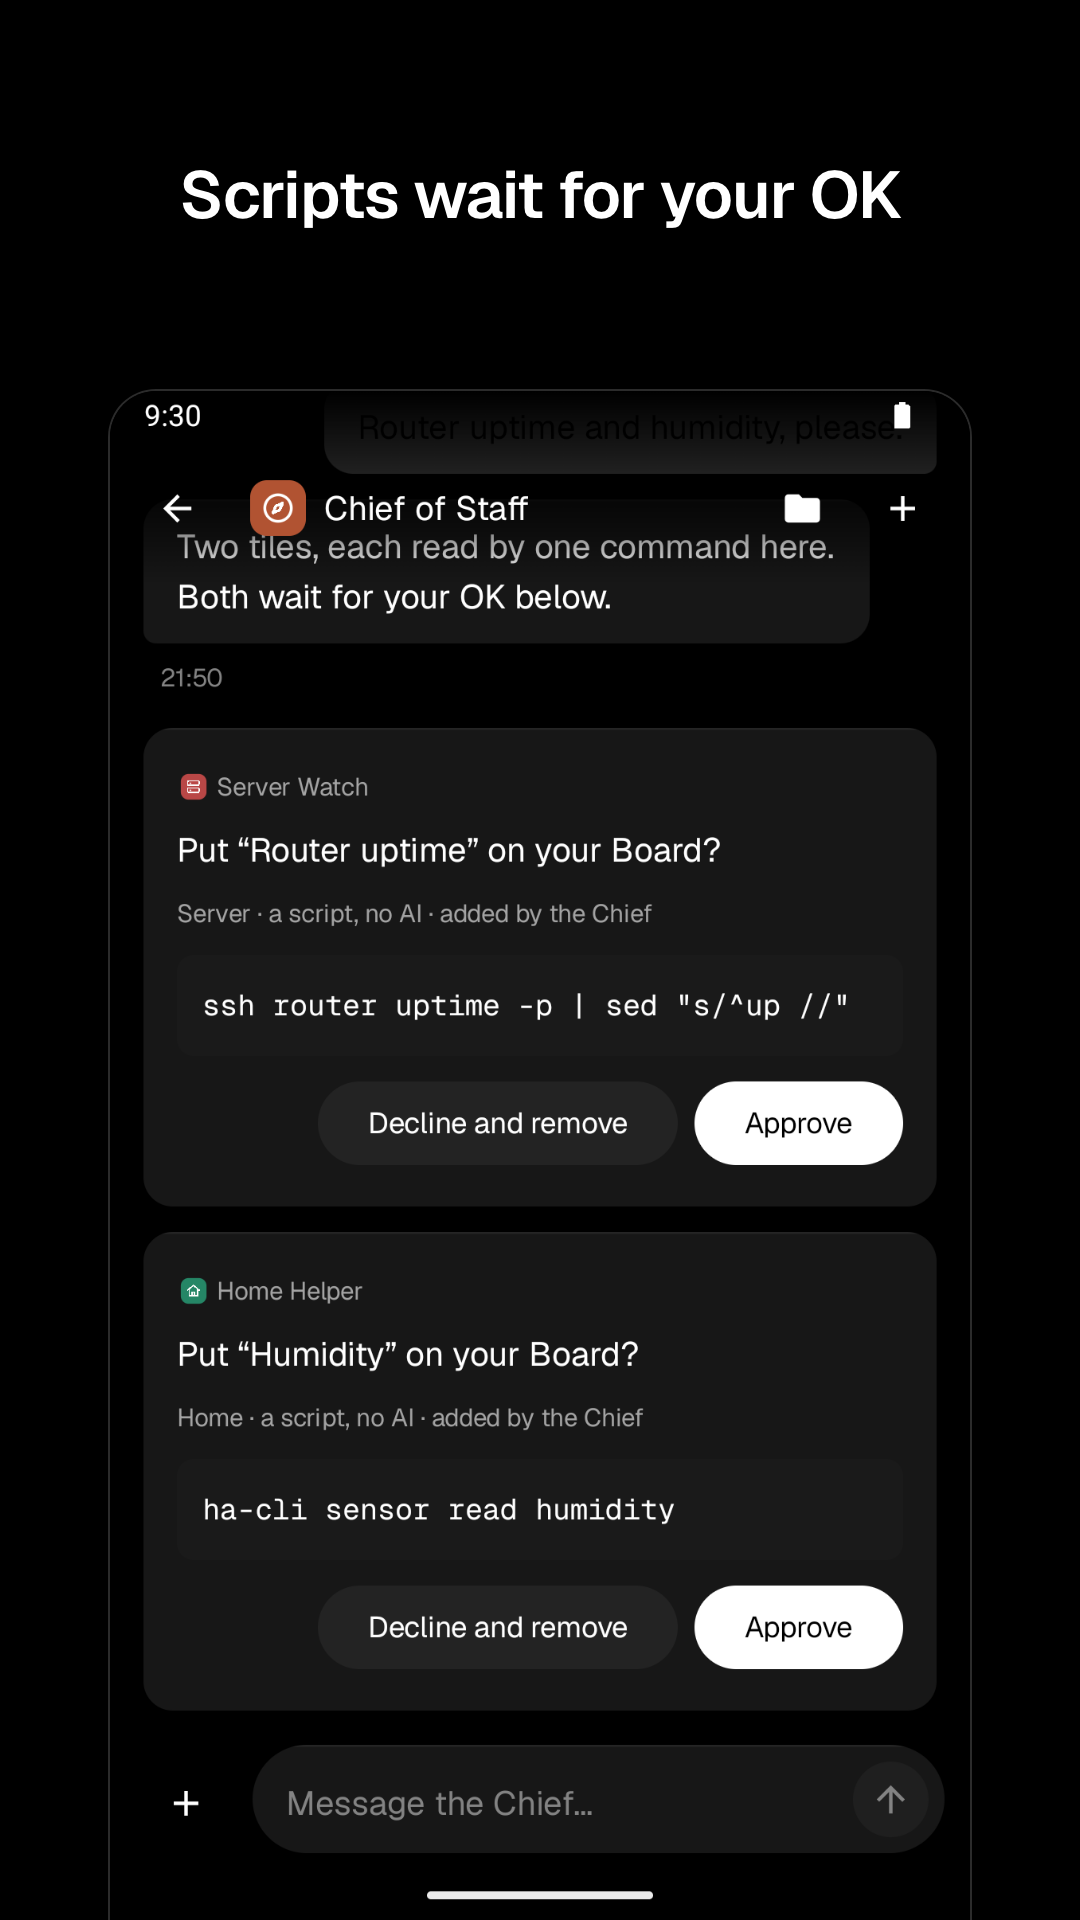 Scripts wait for your OK
9:30
Router uptime and humidity, please.
Chief of Staff
Two tiles, each read by one command here.
Both wait for your OK below.
21:50
Server Watch
Put “Router uptime” on your Board?
Server · a script, no AI · added by the Chief
ssh router uptime -p | sed "s/^up //"
Decline and remove
Approve
Home Helper
Put “Humidity” on your Board?
Home · a script, no AI · added by the Chief
ha-cli sensor read humidity
Decline and remove
Approve
Message the Chief…